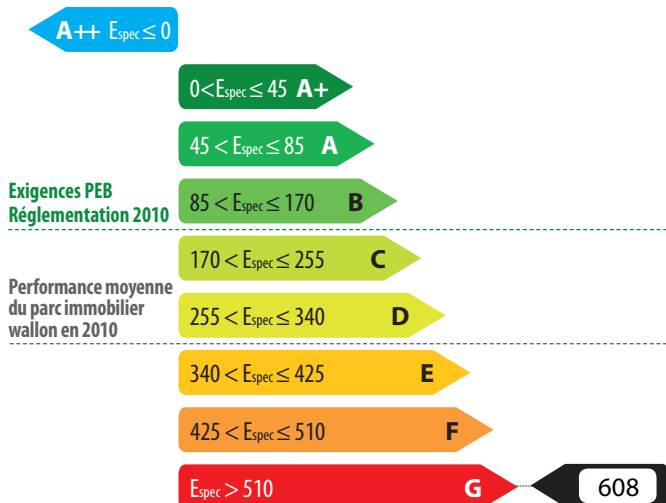 A++ Espec ≤ 0
0 < Espec ≤ 45 A+
45 < Espec ≤ 85 A
Exigences PEB
Réglementation 2010
85 < Espec ≤ 170 B
170 < Espec ≤ 255 C
Performance moyenne
du parc immobilier
wallon en 2010
255 < Espec ≤ 340 D
340 < Espec ≤ 425 E
425 < Espec ≤ 510 F
Espec > 510 G 608